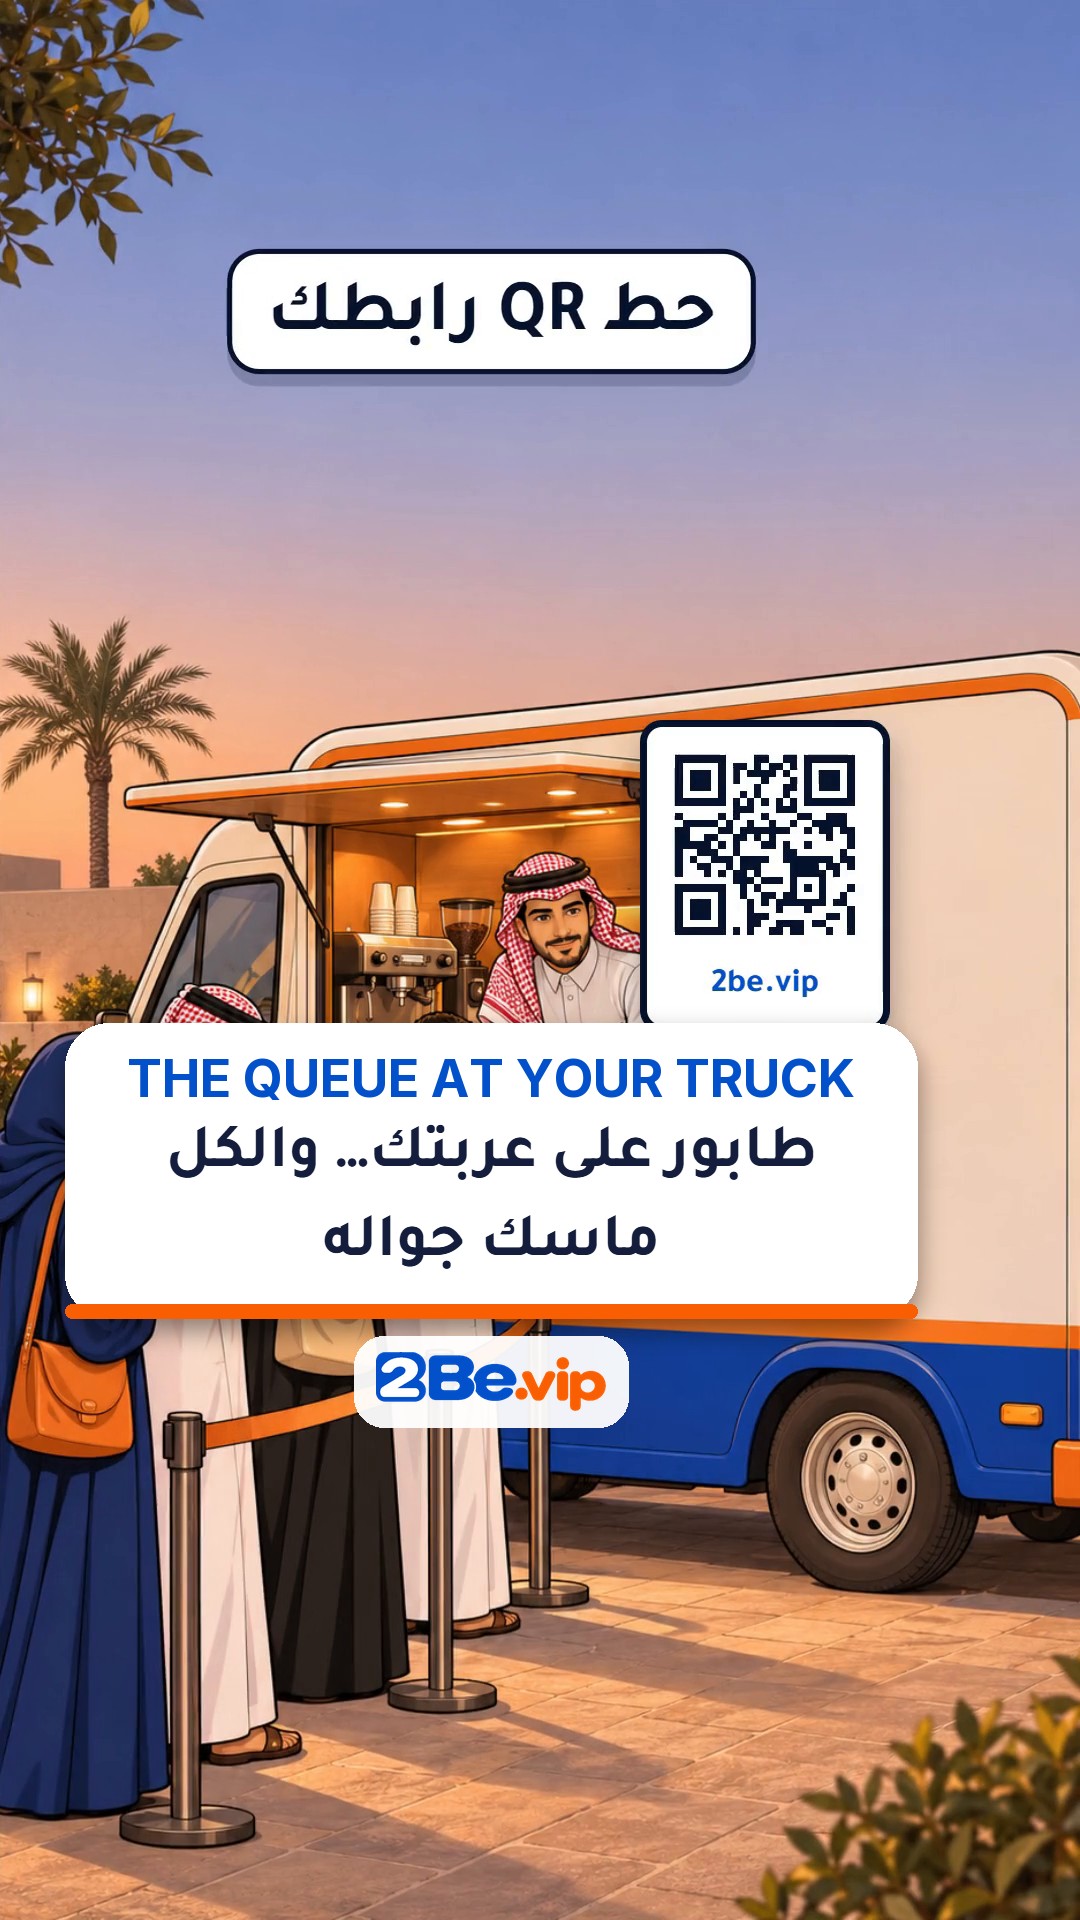 حط QR رابطك
2be.vip
THE QUEUE AT YOUR TRUCK
طابور على عربتك... والكل
ماسك جواله
2Be.vip